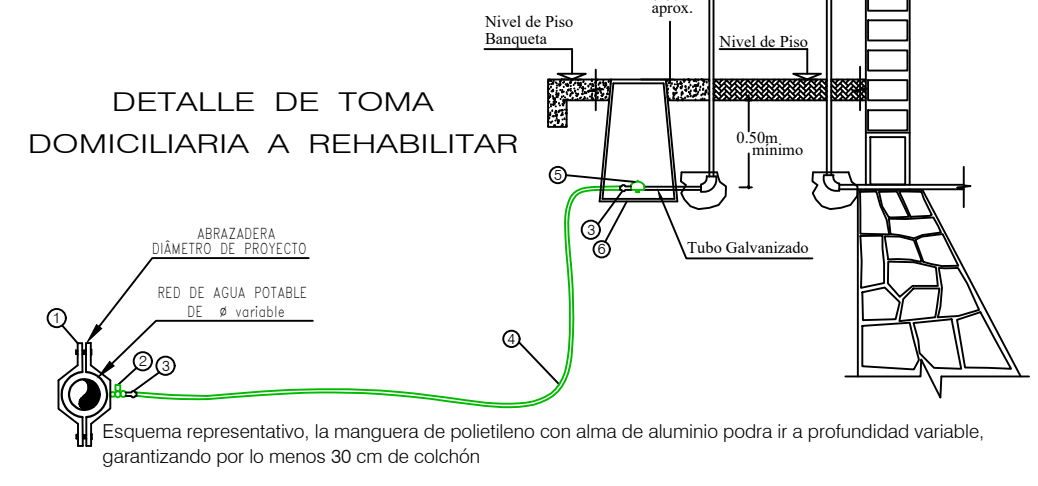 aprox.
Nivel de Piso
Banqueta
Nivel de Piso
DETALLE DE TOMA
DOMICILIARIA A REHABILITAR
0.50m
mínimo
5
3
6
Tubo Galvanizado
ABRAZADERA
DIÂMETRO DE PROYECTO
RED DE AGUA POTABLE
DE ø variable
1
2
3
4
Esquema representativo, la manguera de polietileno con alma de aluminio podra ir a profundidad variable,
garantizando por lo menos 30 cm de colchón